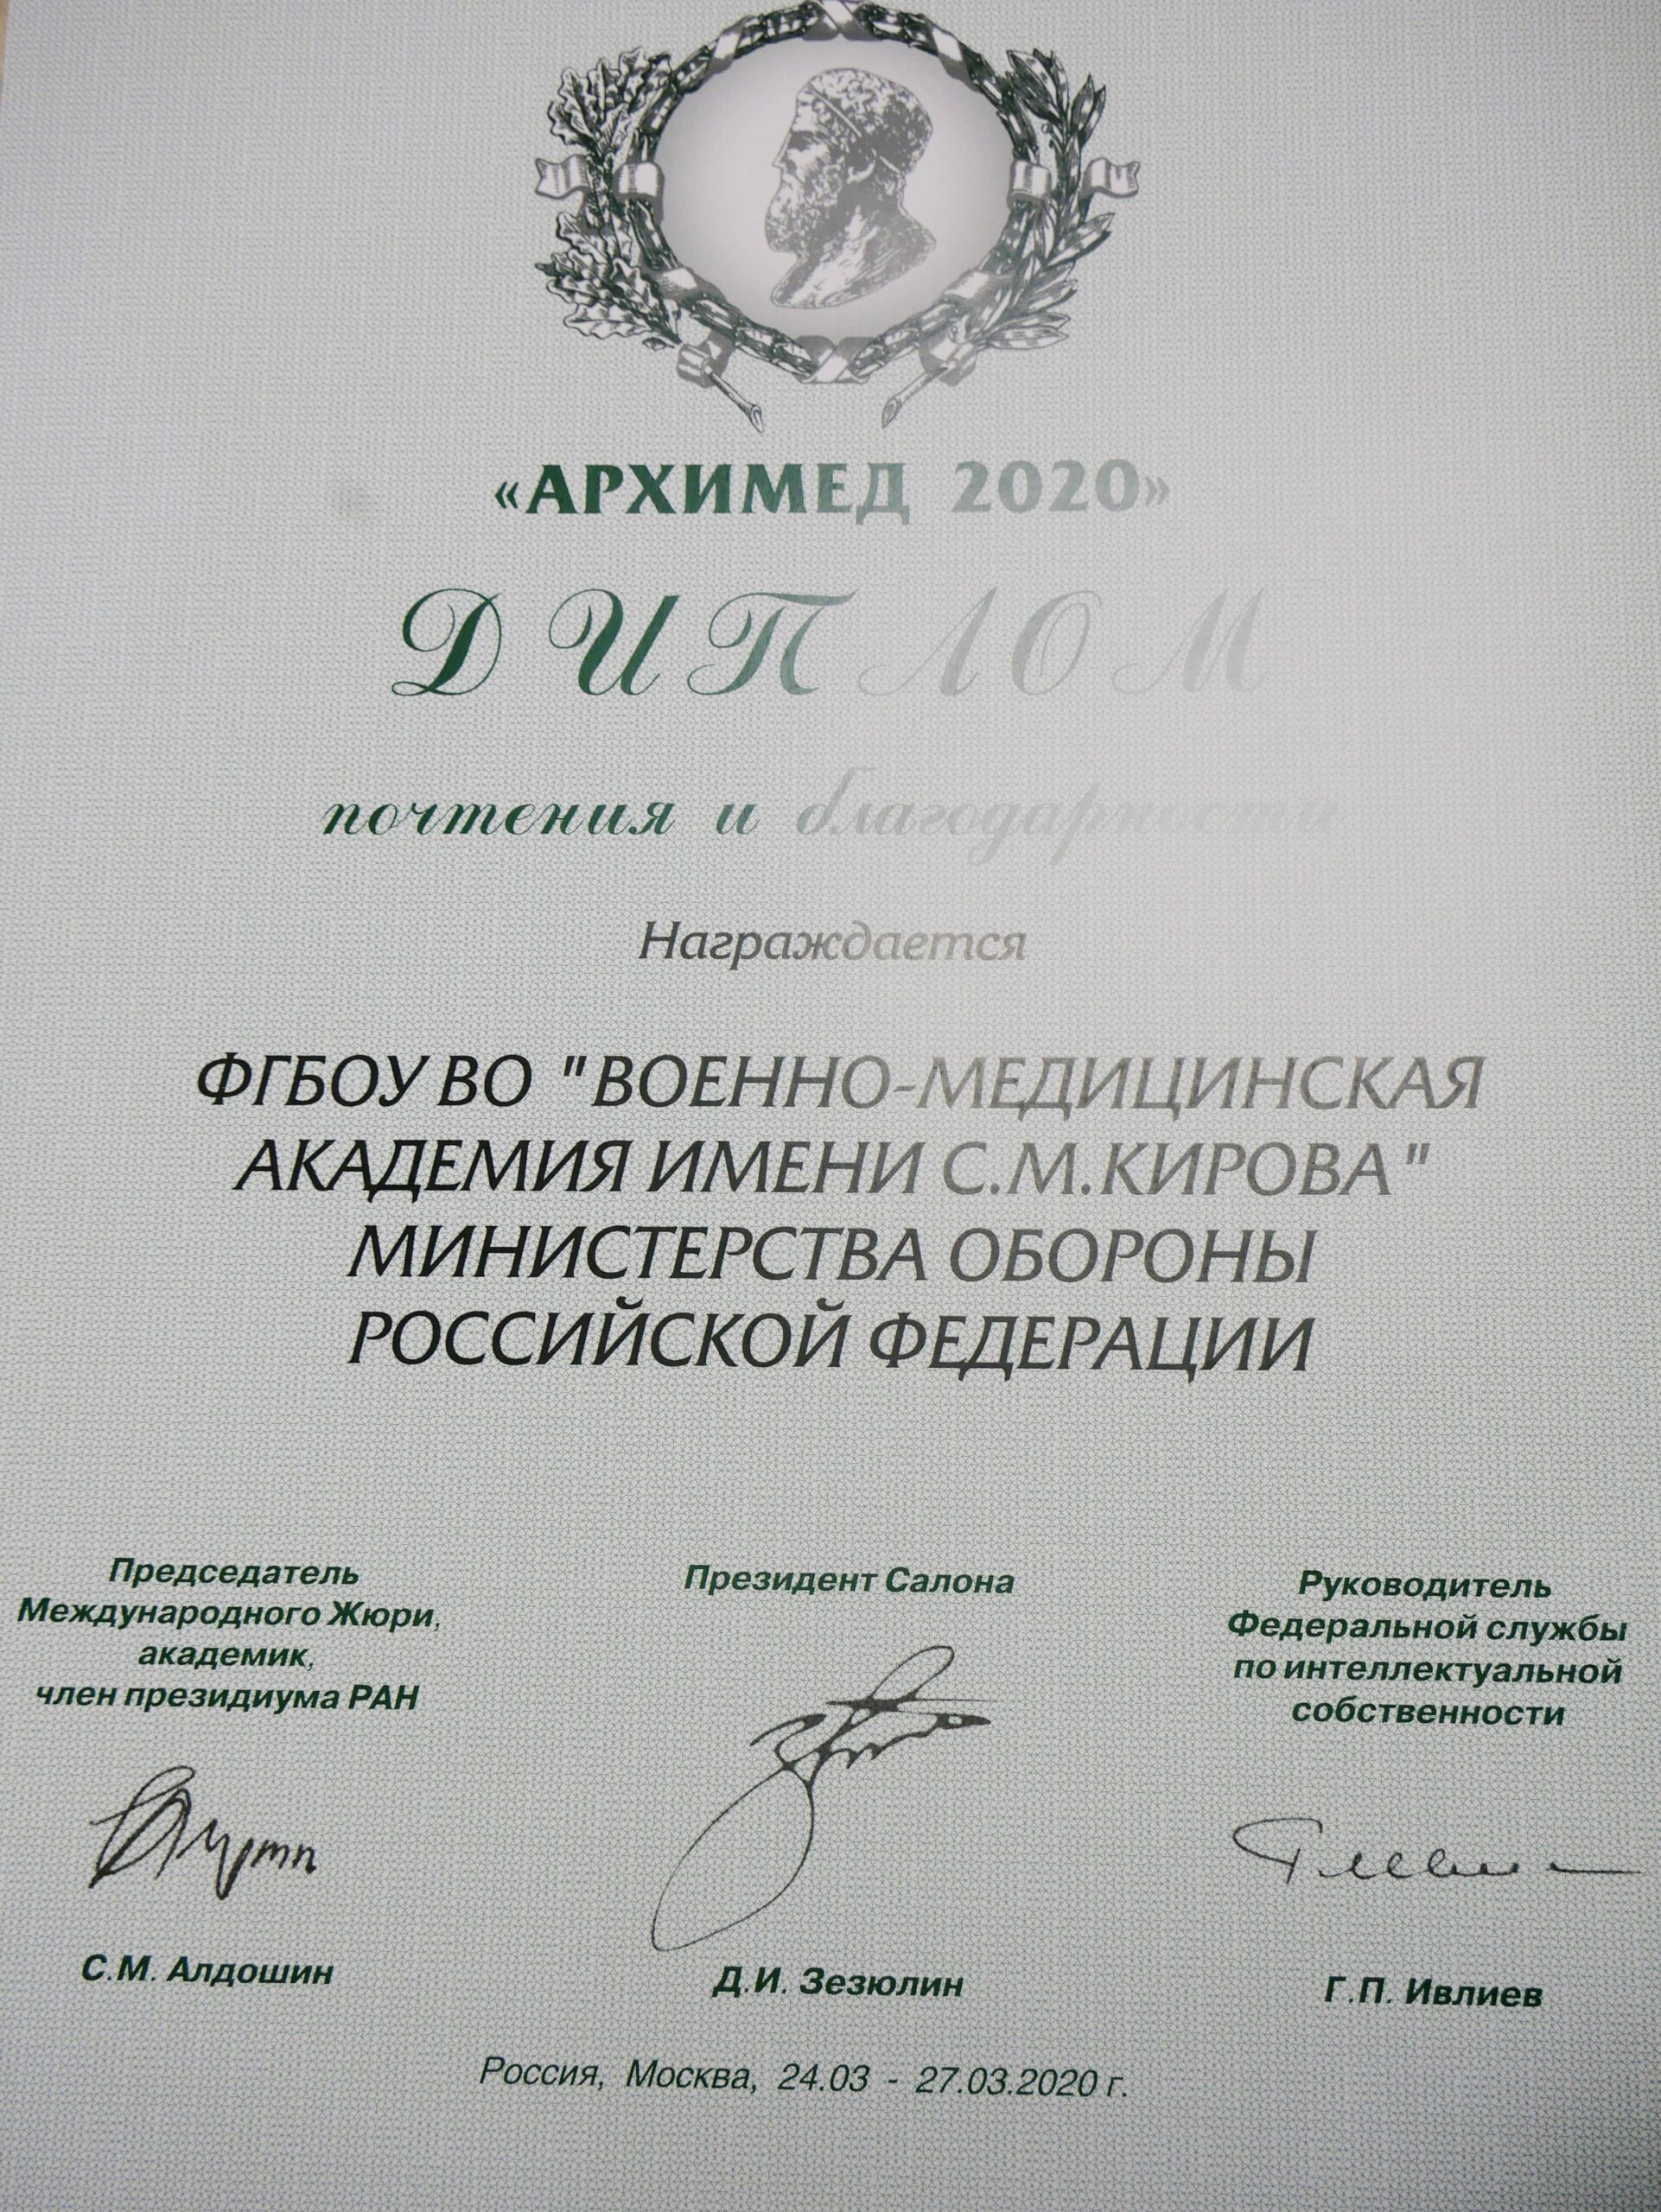 «АРХИМЕД 2020»
ДИПЛОМ
почтения и благодарности
Награждается
ФГБОУ ВО "ВОЕННО-МЕДИЦИНСКАЯ
АКАДЕМИЯ ИМЕНИ С.М.КИРОВА"
МИНИСТЕРСТВА ОБОРОНЫ
РОССИЙСКОЙ ФЕДЕРАЦИИ
Председатель
Международного Жюри,
академик,
член президиума РАН
С.М. Алдошин
Президент Салона
Д.И. Зезюлин
Руководитель
Федеральной службы
по интеллектуальной
собственности
Г.П. Ивлиев
Россия, Москва, 24.03 - 27.03.2020 г.